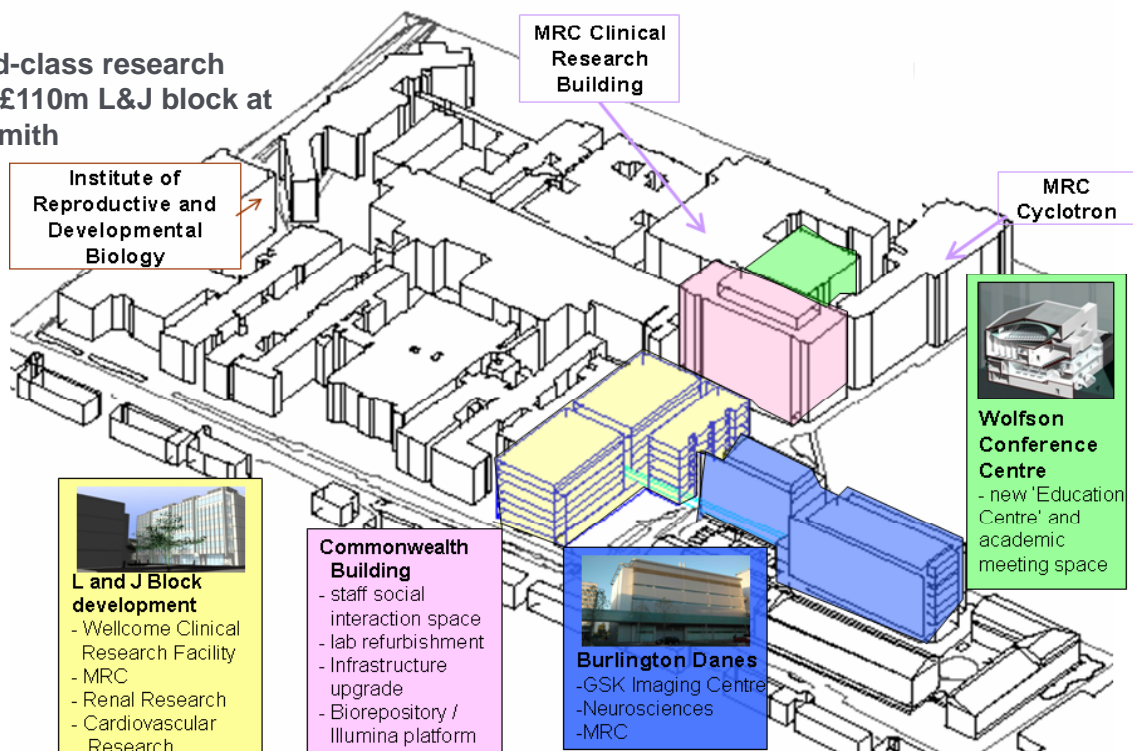 d-class research
£110m L&J block at
mith
MRC Clinical
Research
Building
Institute of
Reproductive and
Developmental
Biology
MRC
Cyclotron
Wolfson
Conference
Centre
- new 'Education
Centre' and
academic
meeting space
L and J Block
development
- Wellcome Clinical
Research Facility
- MRC
- Renal Research
- Cardiovascular
Research
Commonwealth
Building
- staff social
interaction space
- lab refurbishment
- Infrastructure
upgrade
- Biorepository /
Illumina platform
Burlington Danes
-GSK Imaging Centre
-Neurosciences
-MRC